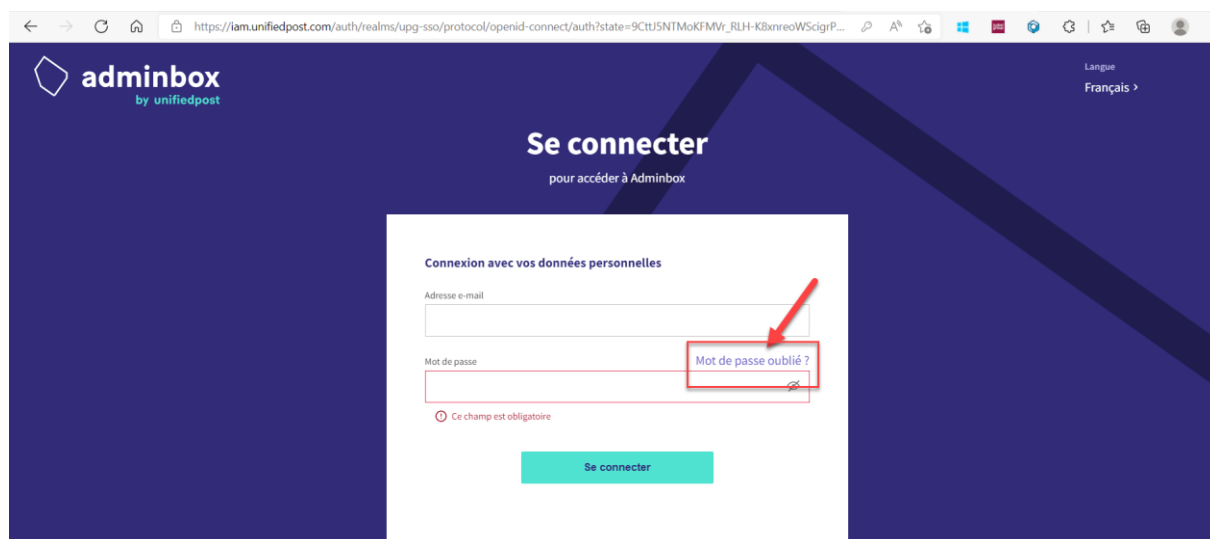 https://iam.unifiedpost.com/auth/realms/upg-sso/protocol/openid-connect/auth?state=9CttJ5NTMoKFMVr_RLH-K8xnreoWScigrP...
adminbox
by unifiedpost
Langue
Français >
Se connecter
pour accéder à Adminbox
Connexion avec vos données personnelles
Adresse e-mail
Mot de passe
Mot de passe oublié ?
Ce champ est obligatoire
Se connecter